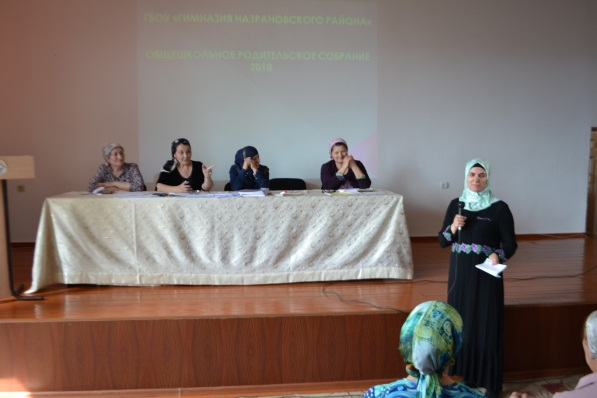 ГБОУ «ГИМНАЗИЯ НАЗРАНОВСКОГО РАЙОНА»
ОБЩЕШКОЛЬНОЕ РОДИТЕЛЬСКОЕ СОБРАНИЕ
2018